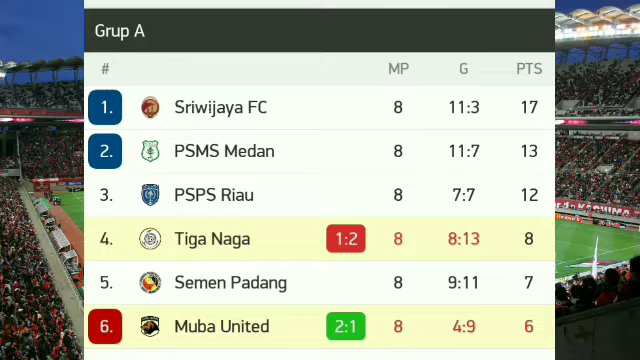 Grup A
# MP G PTS
1. Sriwijaya FC 8 11:3 17
2. PSMS Medan 8 11:7 13
3. PSPS Riau 8 7:7 12
4. Tiga Naga 1:2 8 8:13 8
5. Semen Padang 8 9:11 7
6. Muba United 2:1 8 4:9 6